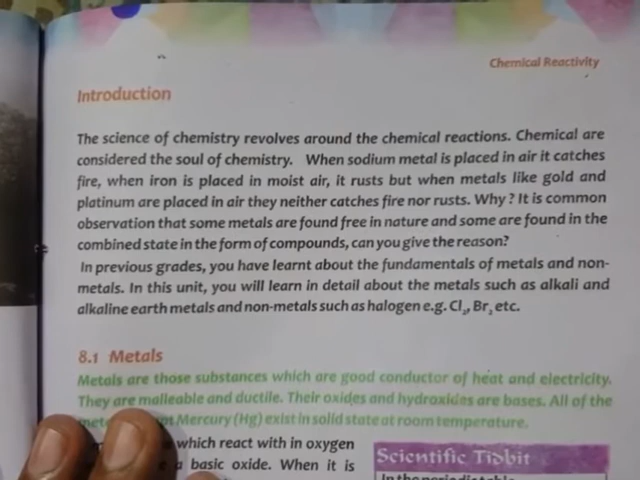 Chemical Reactivity
Introduction
The science of chemistry revolves around the chemical reactions. Chemical are
considered the soul of chemistry. When sodium metal is placed in air it catches
fire, when iron is placed in moist air, it rusts but when metals like gold and
platinum are placed in air they neither catches fire nor rusts. Why ? It is common
observation that some metals are found free in nature and some are found in the
combined state in the form of compounds, can you give the reason?
In previous grades, you have learnt about the fundamentals of metals and non-
metals. In this unit, you will learn in detail about the metals such as alkali and
alkaline earth metals and non-metals such as halogen e.g. Cl₂, Br₂ etc.
8.1 Metals
Metals are those substances which are good conductor of heat and electricity.
They are malleable and ductile. Their oxides and hydroxides are bases. All of the
Mercury (Hg) exist in solid state at room temperature.
which react with in oxygen
basic oxide. When it is
Scientific Tidbit
In the periodic table